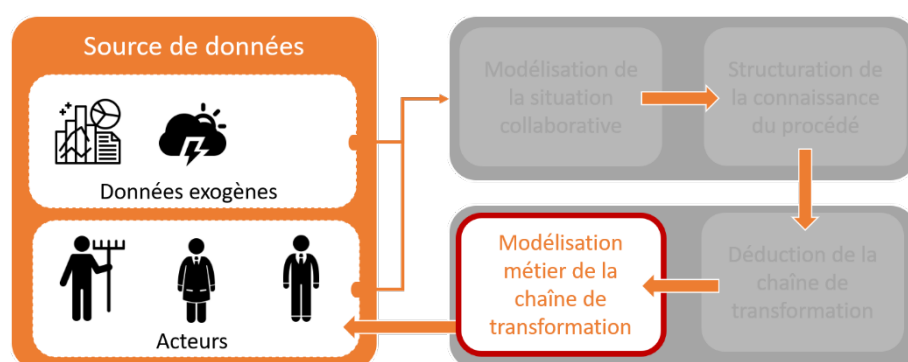 Source de données
Données exogènes
Acteurs
Modélisation de
la situation
collaborative
Structuration de
la connaissance
du procédé
Déduction de la
chaîne de
transformation
Modélisation
métier de la
chaîne de
transformation